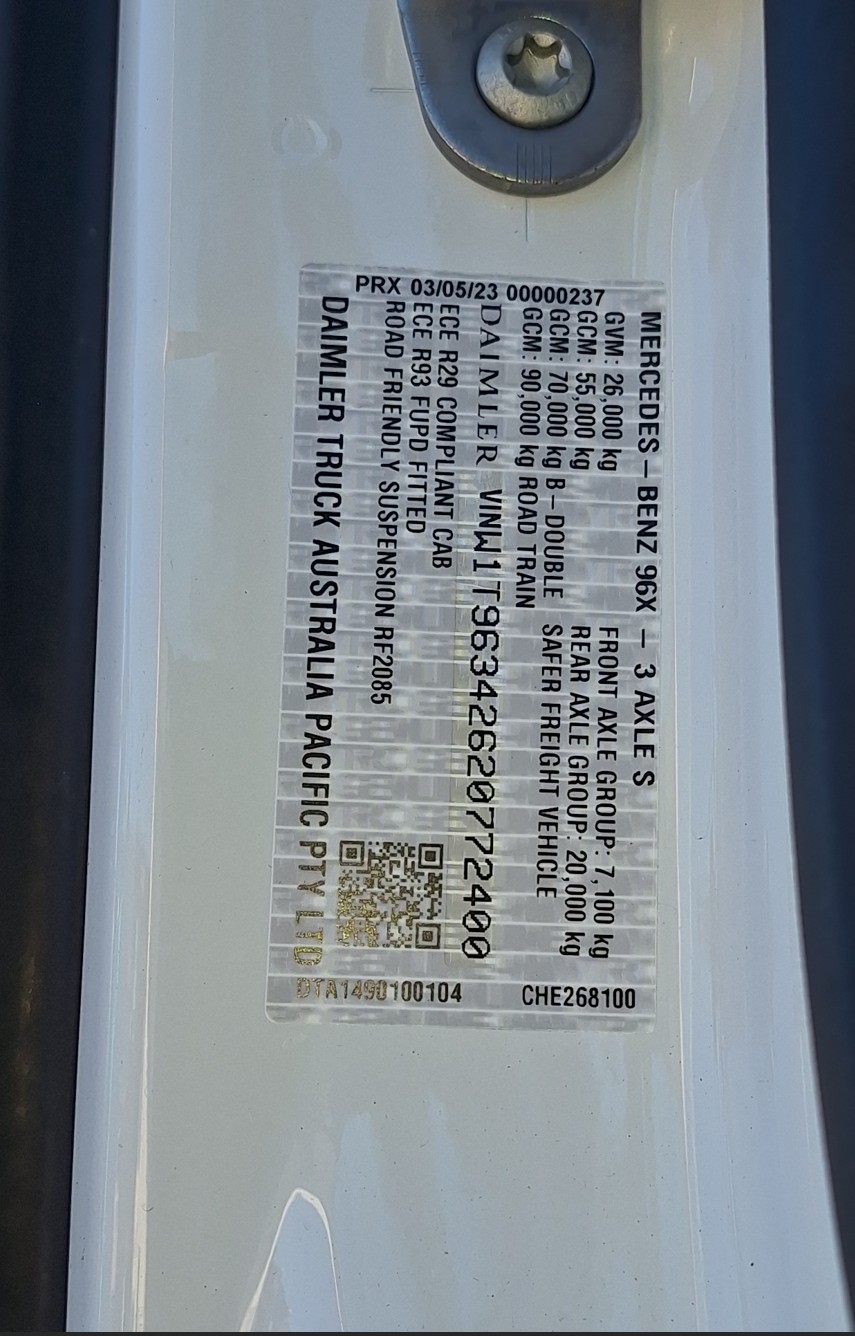 PRX 03/05/23 00000237
MERCEDES-BENZ 96X - 3 AXLE S
GVM: 26,000 kg FRONT AXLE GROUP: 7,100 kg
GCM: 55,000 kg REAR AXLE GROUP: 20,000 kg
GCM: 70,000 kg B-DOUBLE SAFER FREIGHT VEHICLE
GCM: 90,000 kg ROAD TRAIN
DAIMLER VINW1T96342620772400
ECE R29 COMPLIANT CAB
ECE R93 FUPD FITTED
ROAD FRIENDLY SUSPENSION RF2085
DAIMLER TRUCK AUSTRALIA PACIFIC PTY LTD
DTA1490100104 CHE268100